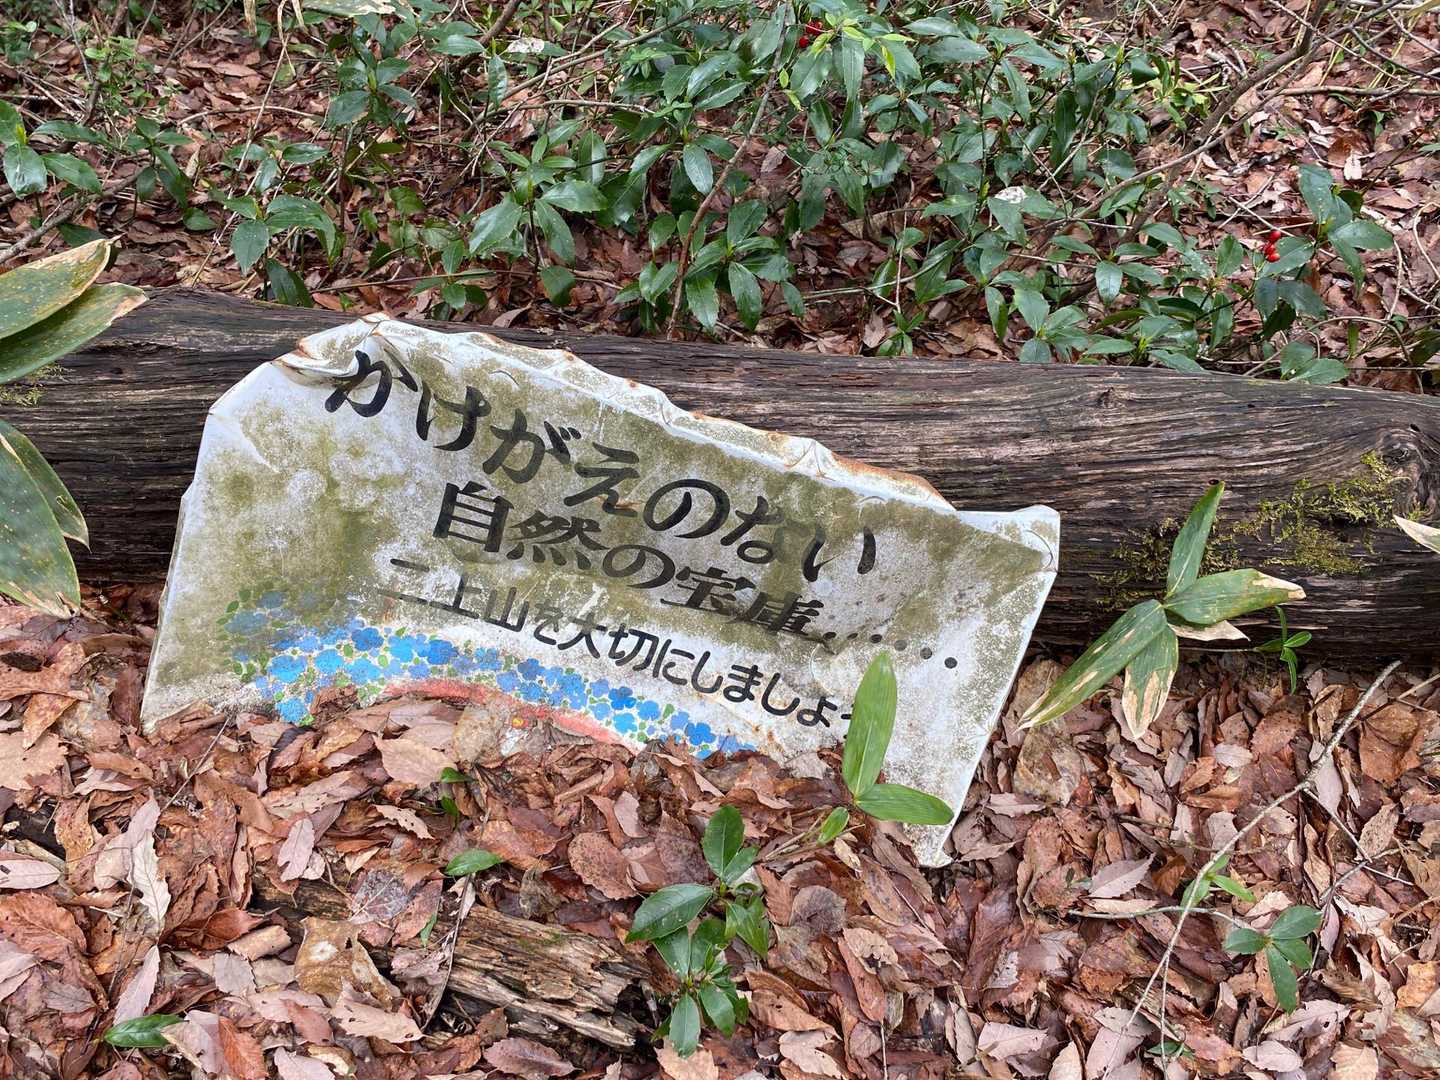 かけがえのない
自然の宝庫‥‥‥
二上山を大切にしましょう